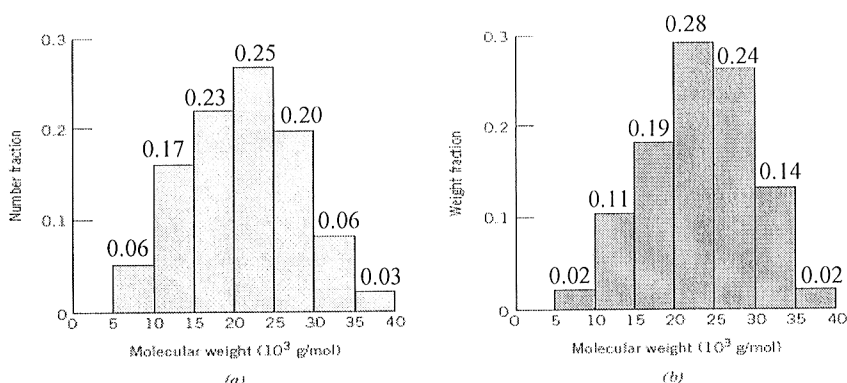 0.3
0.25
0.23
0.20
0.2
0.17
0.1
0.06
0.06
0.03
0
Number fraction
0 5 10 15 20 25 30 35 40
Molecular weight (10³ g/mol)
(a)
0.28
0.3
0.24
0.2
0.19
0.14
0.11
0.1
0.02
0.02
0
Weight fraction
0 5 10 15 20 25 30 35 40
Molecular weight (10³ g/mol)
(b)